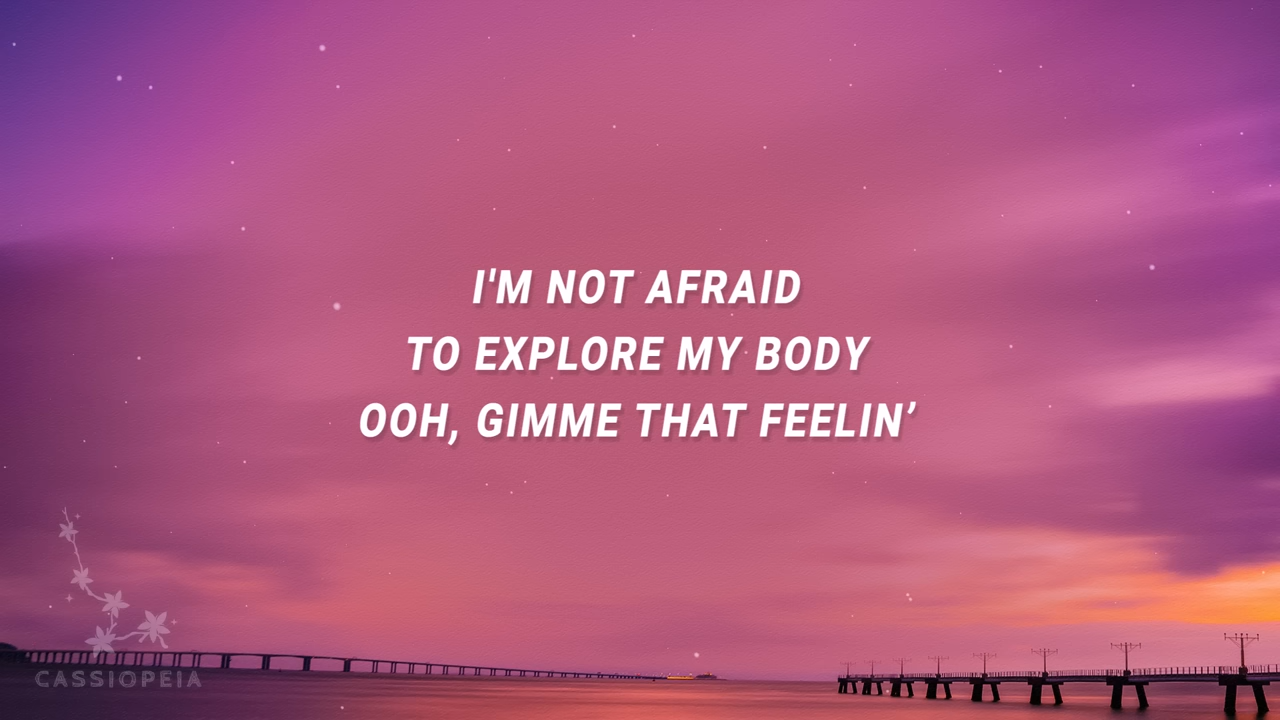 I'M NOT AFRAID
TO EXPLORE MY BODY
OOH, GIMME THAT FEELIN’
CASSIOPEIA